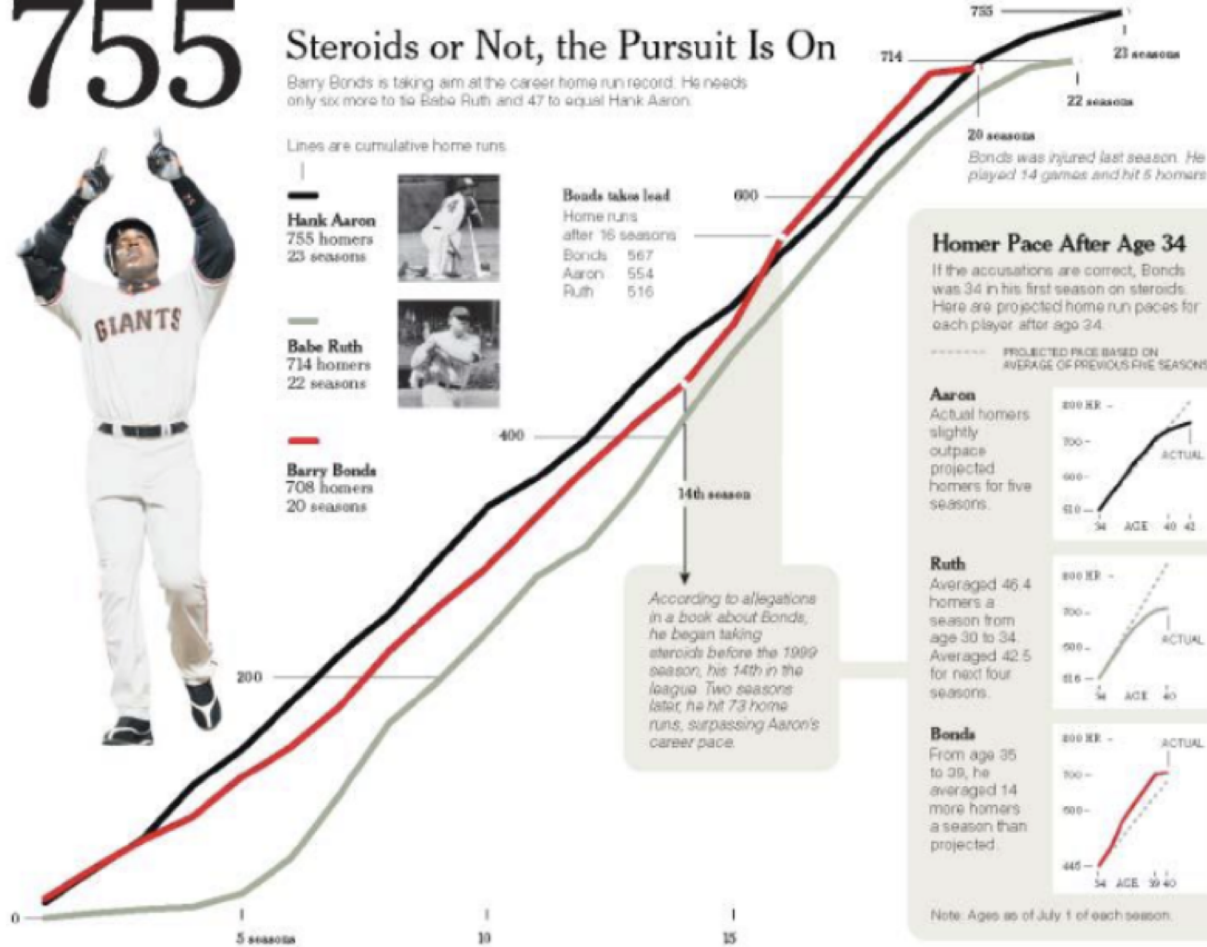 755
Steroids or Not, the Pursuit Is On
Barry Bonds is taking aim at the career home run record. He needs
only six more to tie Babe Ruth and 47 to equal Hank Aaron.
Lines are cumulative home runs
Hank Aaron
755 homers
23 seasons
Babe Ruth
714 homers
22 seasons
Barry Bonds
708 homers
20 seasons
GIANTS
Bonds takes lead
Home runs
after 16 seasons
Bonds 567
Aaron 554
Ruth 516
755
714
600
400
200
0
5 seasons
10
15
23 seasons
22 seasons
20 seasons
Bonds was injured last season. He
played 14 games and hit 5 homers
14th season
According to allegations
in a book about Bonds,
he began taking
steroids before the 1999
season, his 14th in the
league. Two seasons
later, he hit 73 home
runs, surpassing Aaron's
career pace.
Homer Pace After Age 34
If the accusations are correct, Bonds
was 34 in his first season on steroids.
Here are projected home run paces for
each player after age 34.
PROJECTED PACE BASED ON
AVERAGE OF PREVIOUS FIVE SEASONS
Aaron
Actual homers
slightly
outpace
projected
homers for five
seasons.
800 HR
700
600
510
ACTUAL
34 AGE 40 42
Ruth
Averaged 46.4
homers a
season from
age 30 to 34.
Averaged 42.5
for next four
seasons.
800 HR
700
600
516
ACTUAL
34 AGE 40
Bonds
From age 35
to 39, he
averaged 14
more homers
a season than
projected.
800 HR
700
600
445
ACTUAL
34 AGE 39 40
Note: Ages as of July 1 of each season.